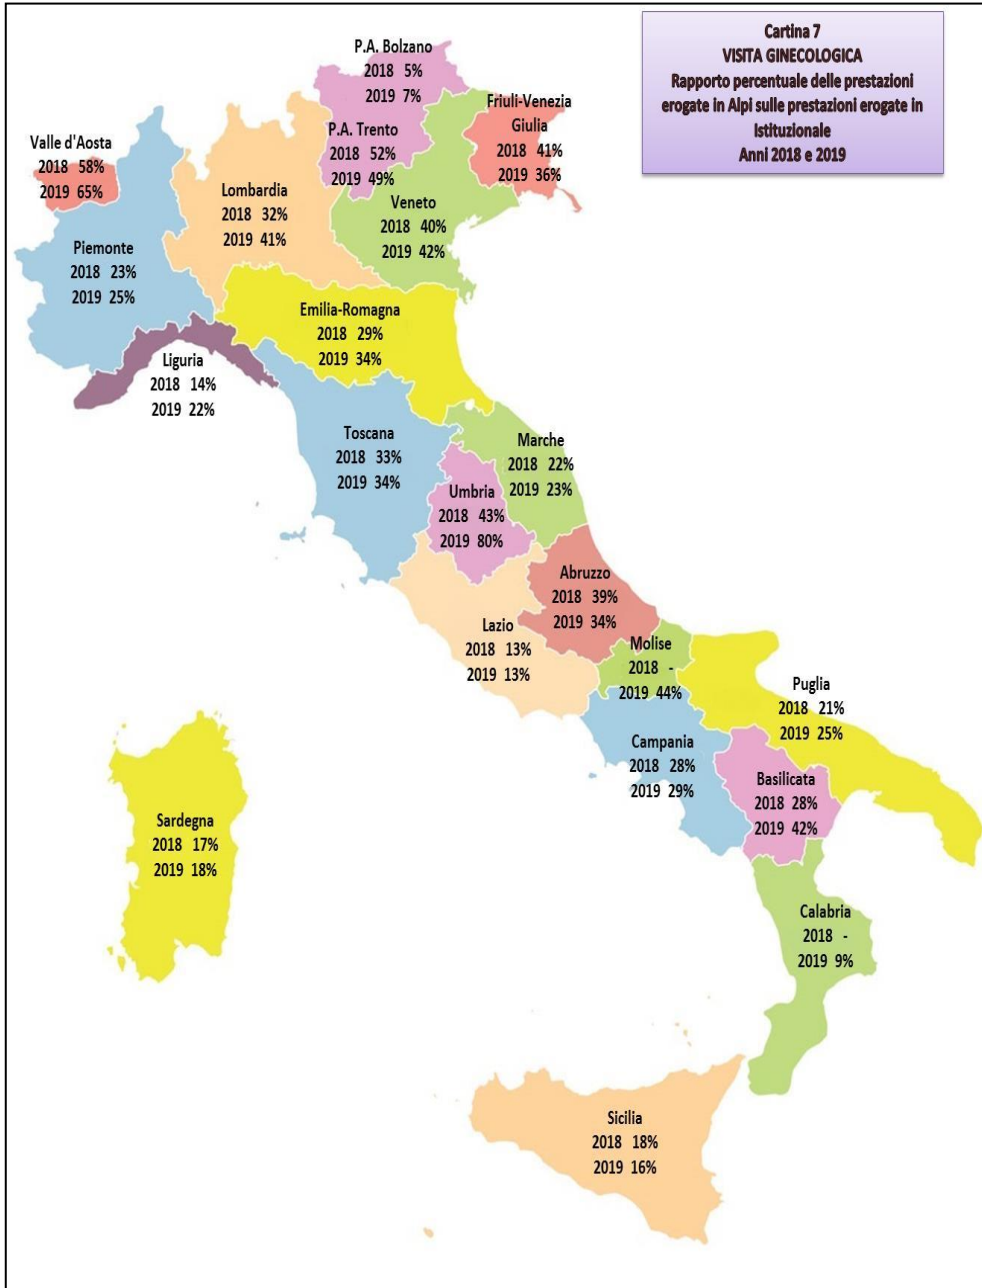 Cartina 7
VISITA GINECOLOGICA
Rapporto percentuale delle prestazioni
erogate in Alpi sulle prestazioni erogate in
Istituzionale
Anni 2018 e 2019
P.A. Bolzano
2018 5%
2019 7%
P.A. Trento
2018 52%
2019 49%
Friuli-Venezia
Giulia
2018 41%
2019 36%
Valle d'Aosta
2018 58%
2019 65%
Lombardia
2018 32%
2019 41%
Veneto
2018 40%
2019 42%
Piemonte
2018 23%
2019 25%
Emilia-Romagna
2018 29%
2019 34%
Liguria
2018 14%
2019 22%
Toscana
2018 33%
2019 34%
Marche
2018 22%
2019 23%
Umbria
2018 43%
2019 80%
Abruzzo
2018 39%
2019 34%
Lazio
2018 13%
2019 13%
Molise
2018 -
2019 44%
Puglia
2018 21%
2019 25%
Campania
2018 28%
2019 29%
Basilicata
2018 28%
2019 42%
Sardegna
2018 17%
2019 18%
Calabria
2018 -
2019 9%
Sicilia
2018 18%
2019 16%